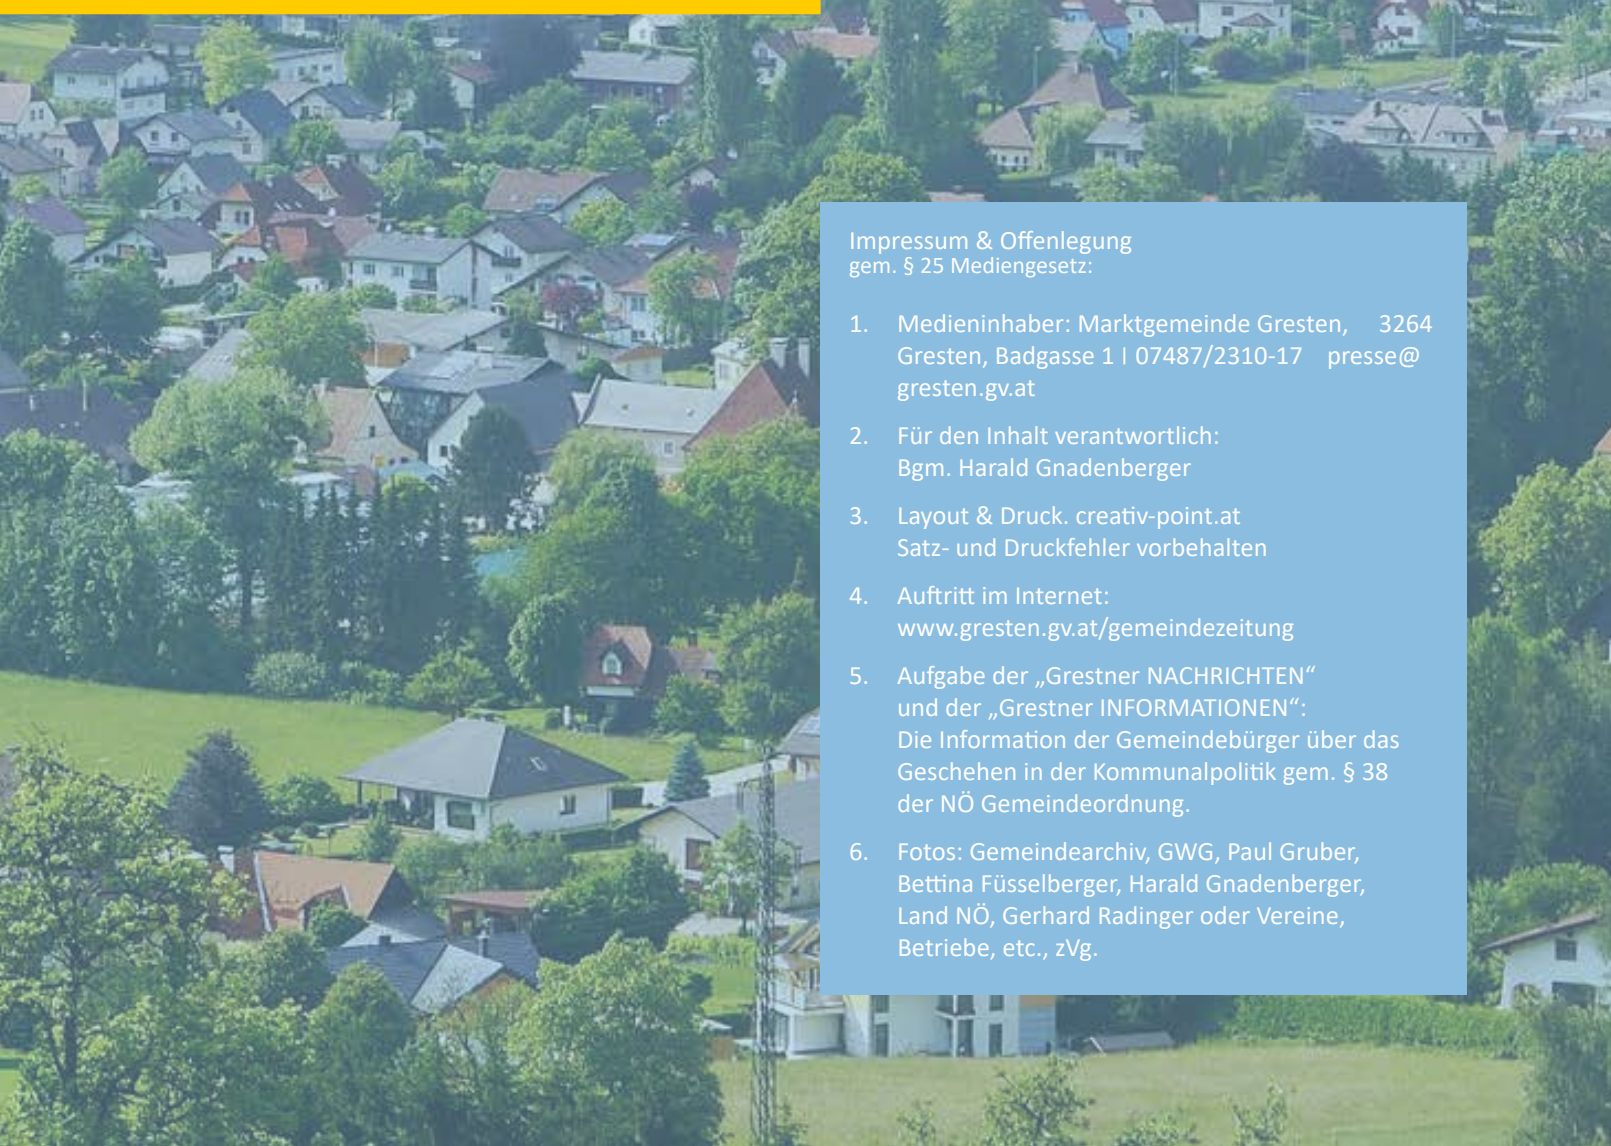 Impressum & Offenlegung
gem. § 25 Mediengesetz:
1. Medieninhaber: Marktgemeinde Gresten, 3264
Gresten, Badgasse 1 I 07487/2310-17 presse@
gresten.gv.at
2. Für den Inhalt verantwortlich:
Bgm. Harald Gnadenberger
3. Layout & Druck. creativ-point.at
Satz- und Druckfehler vorbehalten
4. Auftritt im Internet:
www.gresten.gv.at/gemeindezeitung
5. Aufgabe der „Grestner NACHRICHTEN“
und der „Grestner INFORMATIONEN“:
Die Information der Gemeindebürger über das
Geschehen in der Kommunalpolitik gem. § 38
der NÖ Gemeindeordnung.
6. Fotos: Gemeindearchiv, GWG, Paul Gruber,
Bettina Füsselberger, Harald Gnadenberger,
Land NÖ, Gerhard Radinger oder Vereine,
Betriebe, etc., zVg.